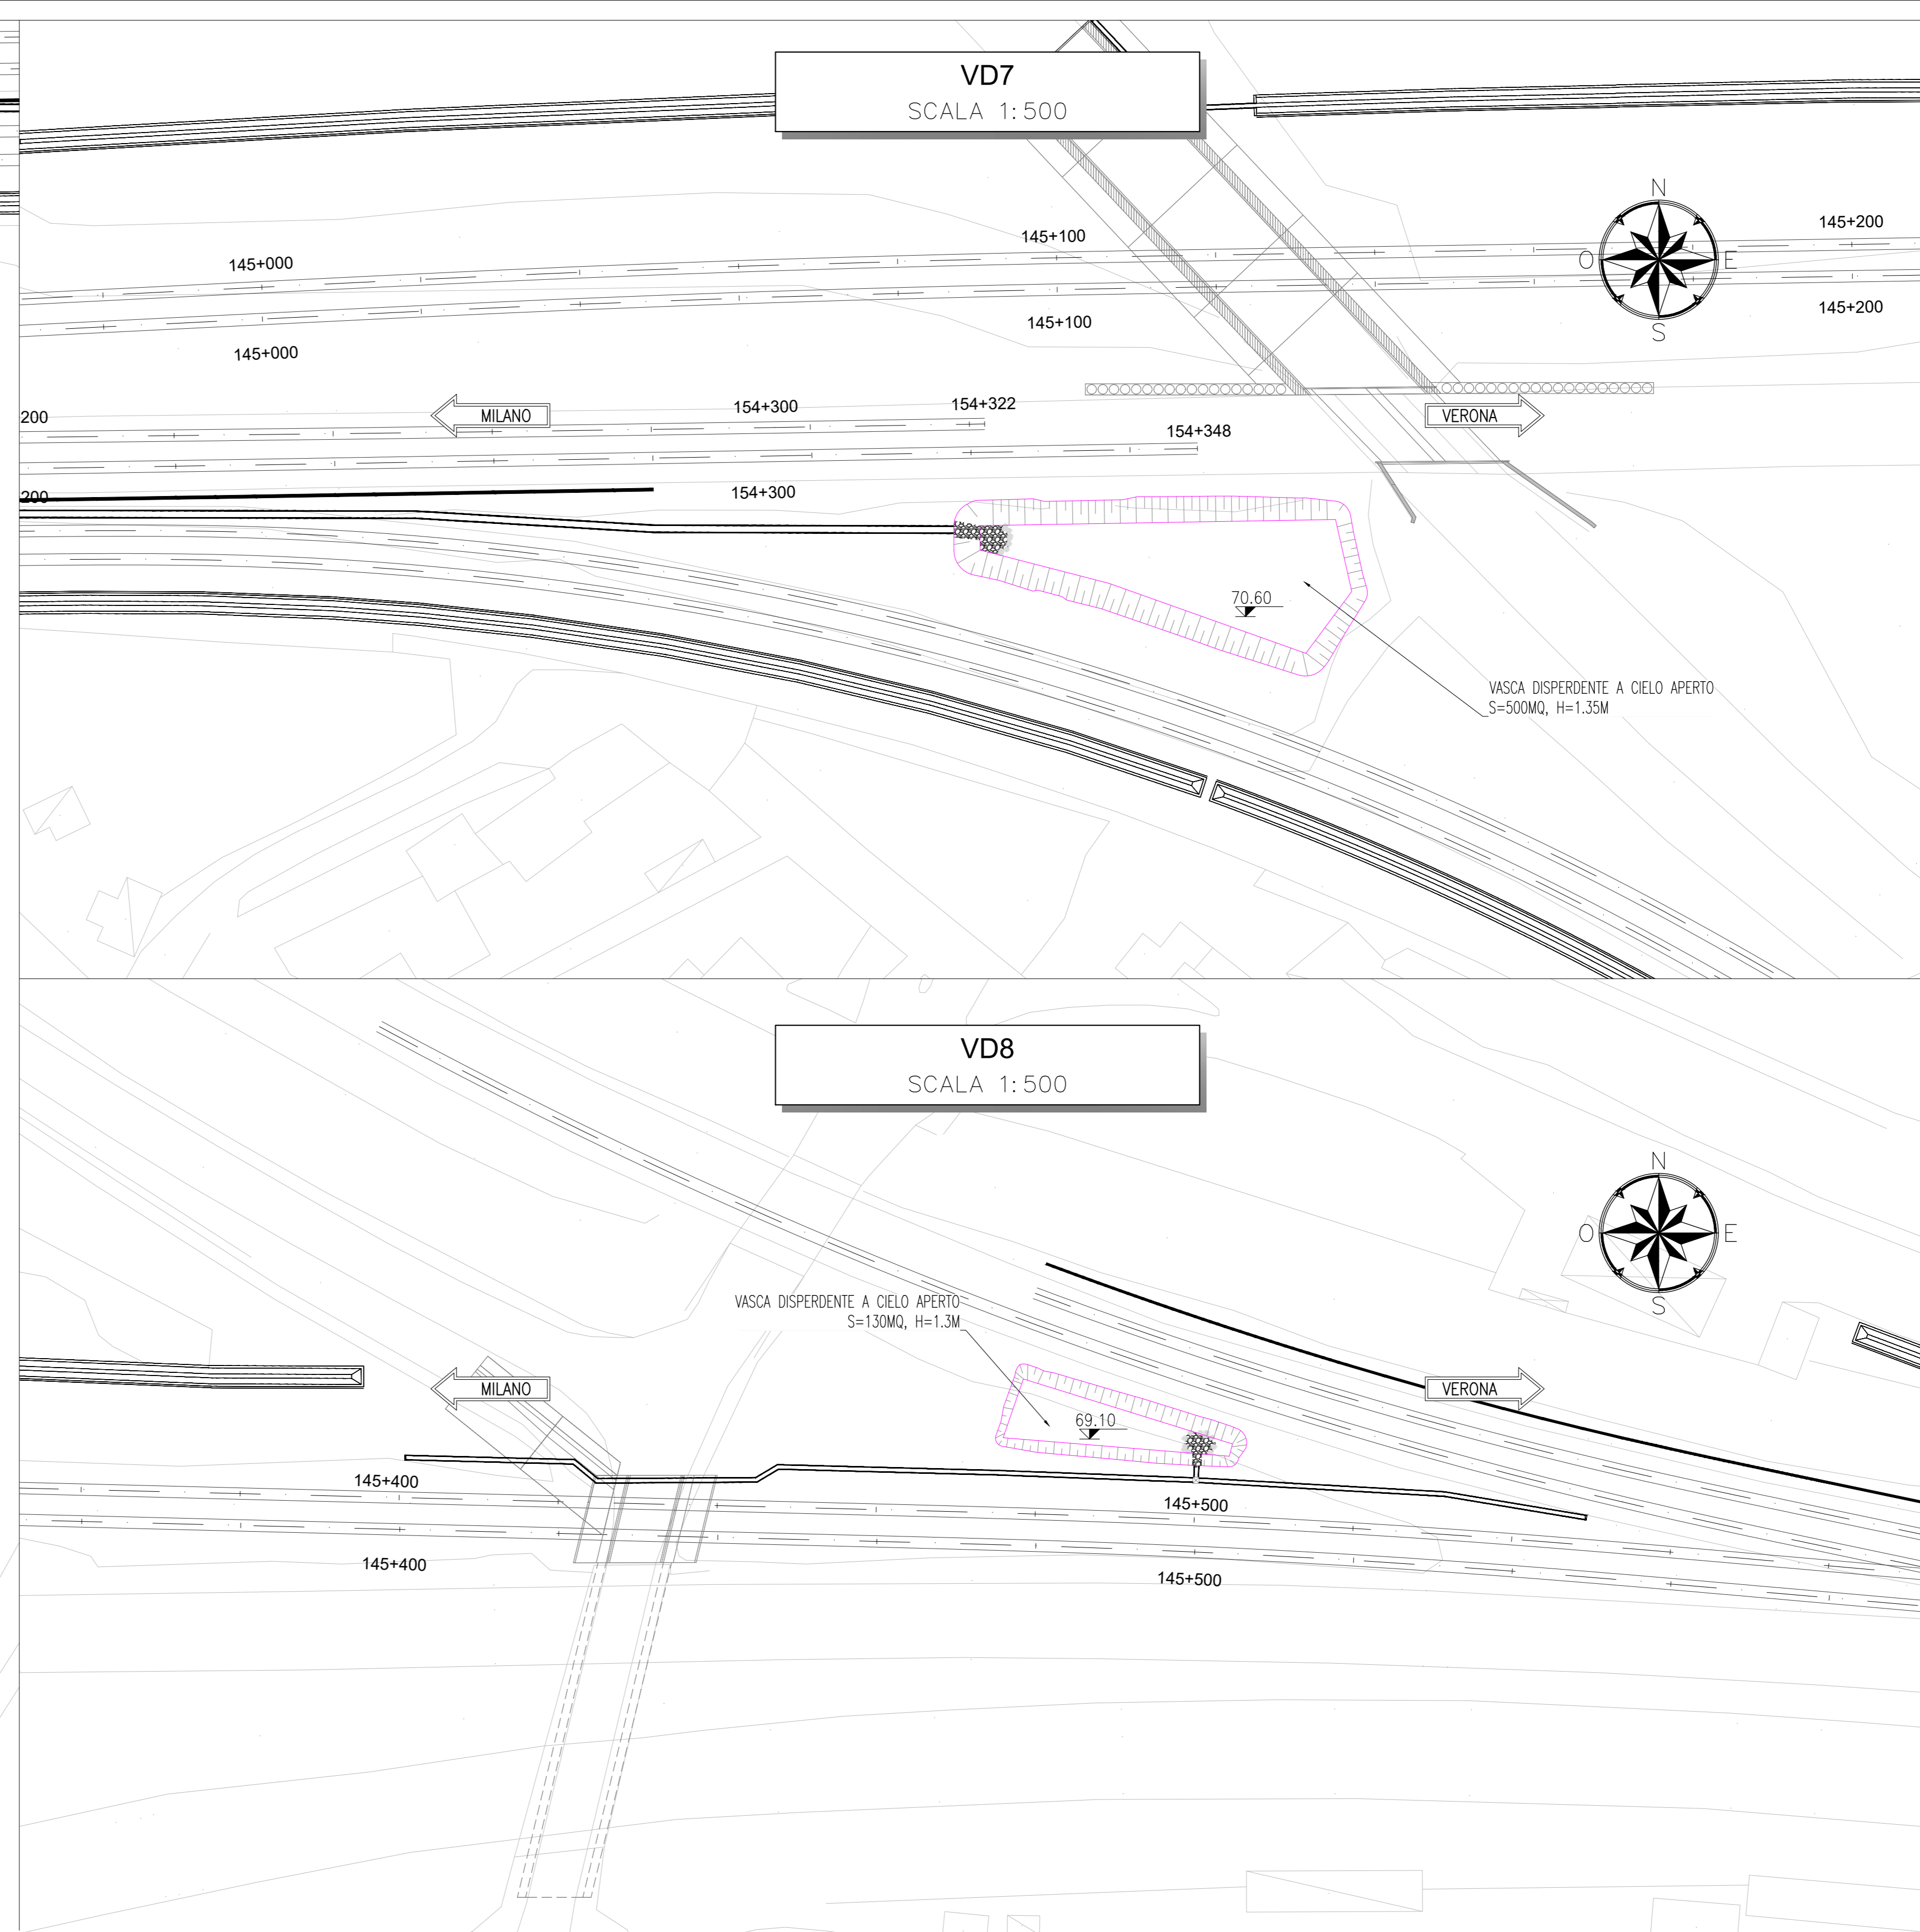 VD7
SCALA 1:500
N
O
E
S
145+000
145+100
145+200
145+000
145+100
145+200
200
MILANO
154+300
154+322
VERONA
154+348
200
154+300
70.60
VASCA DISPERDENTE A CIELO APERTO
S=500MQ, H=1.35M
VD8
SCALA 1:500
N
O
E
S
VASCA DISPERDENTE A CIELO APERTO
S=130MQ, H=1.3M
MILANO
VERONA
69.10
145+400
145+500
145+400
145+500